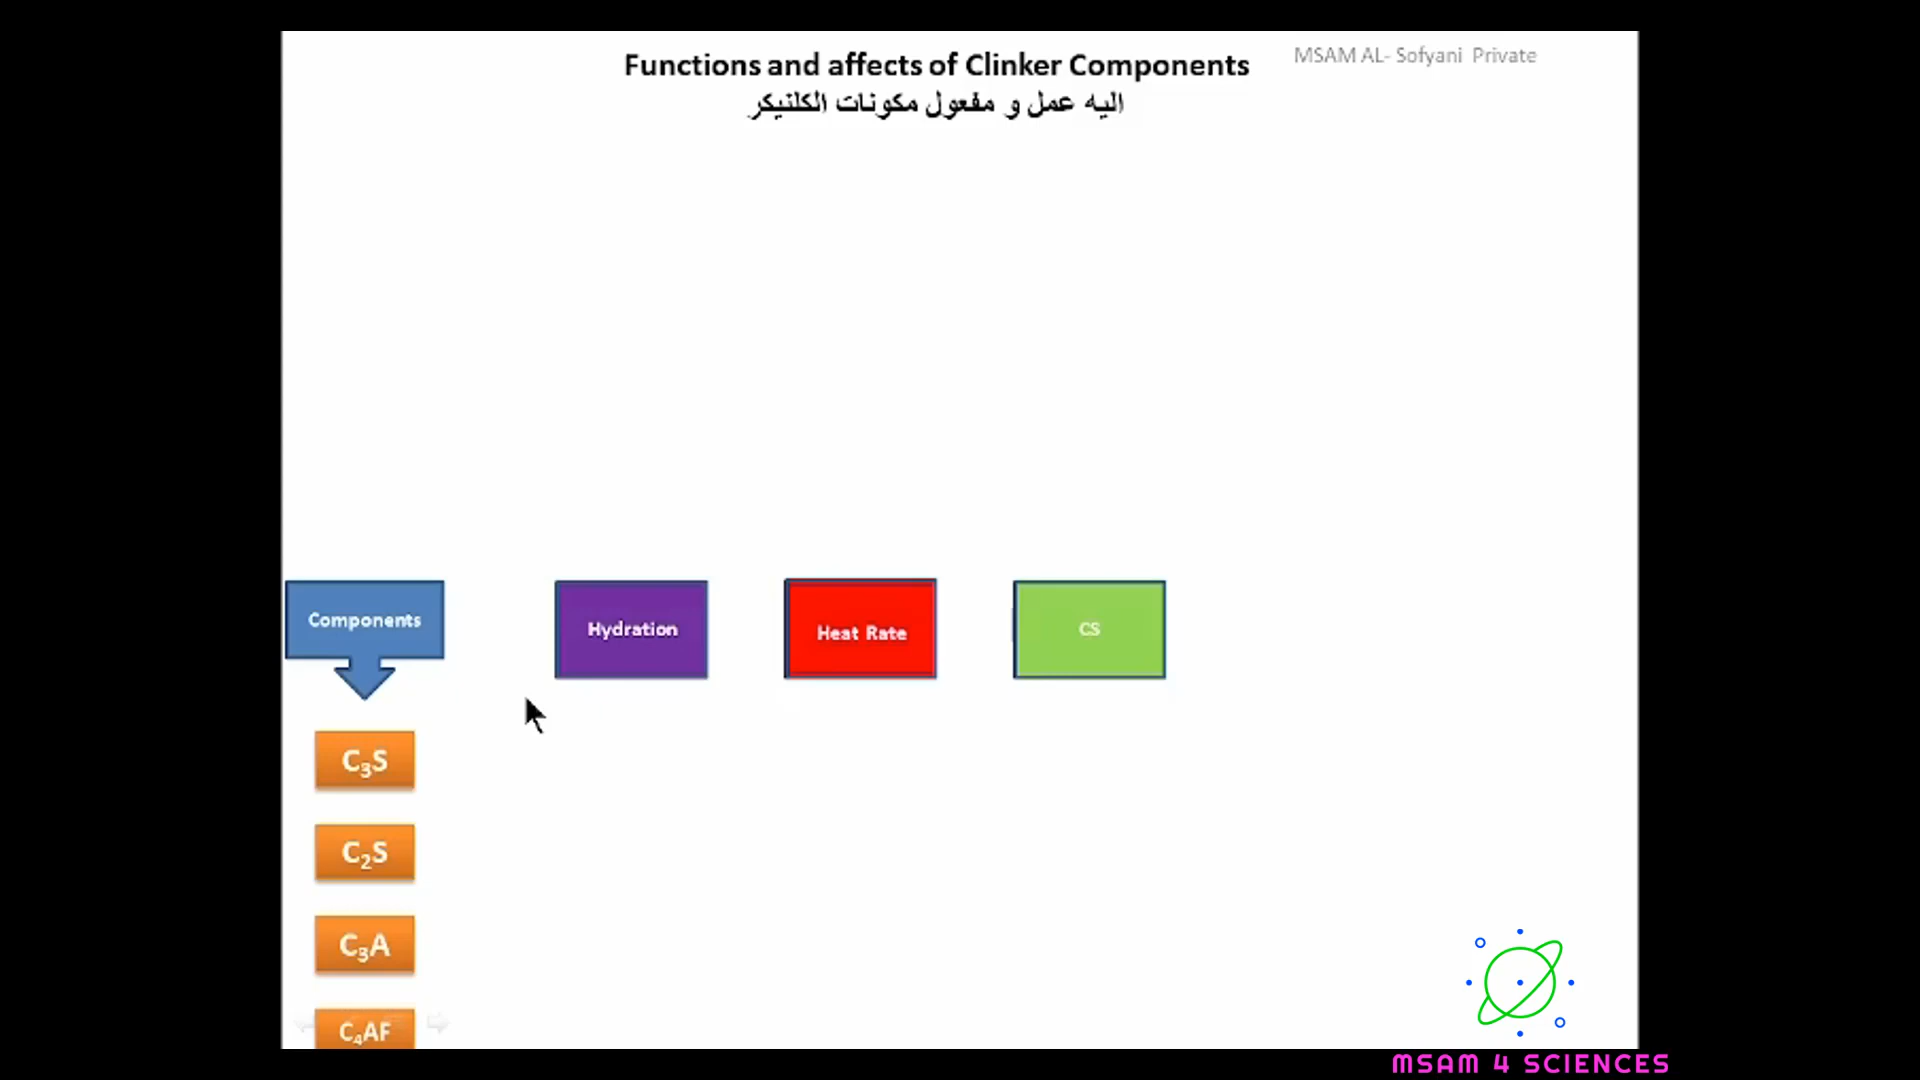 Functions and affects of Clinker Components
MSAM AL- Sofyani Private
اليه عمل و مفعول مكونات الكلنيكر
Components
Hydration
Heat Rate
CS
C₃S
C₂S
C₃A
C₄AF
MSAM 4 SCIENCES